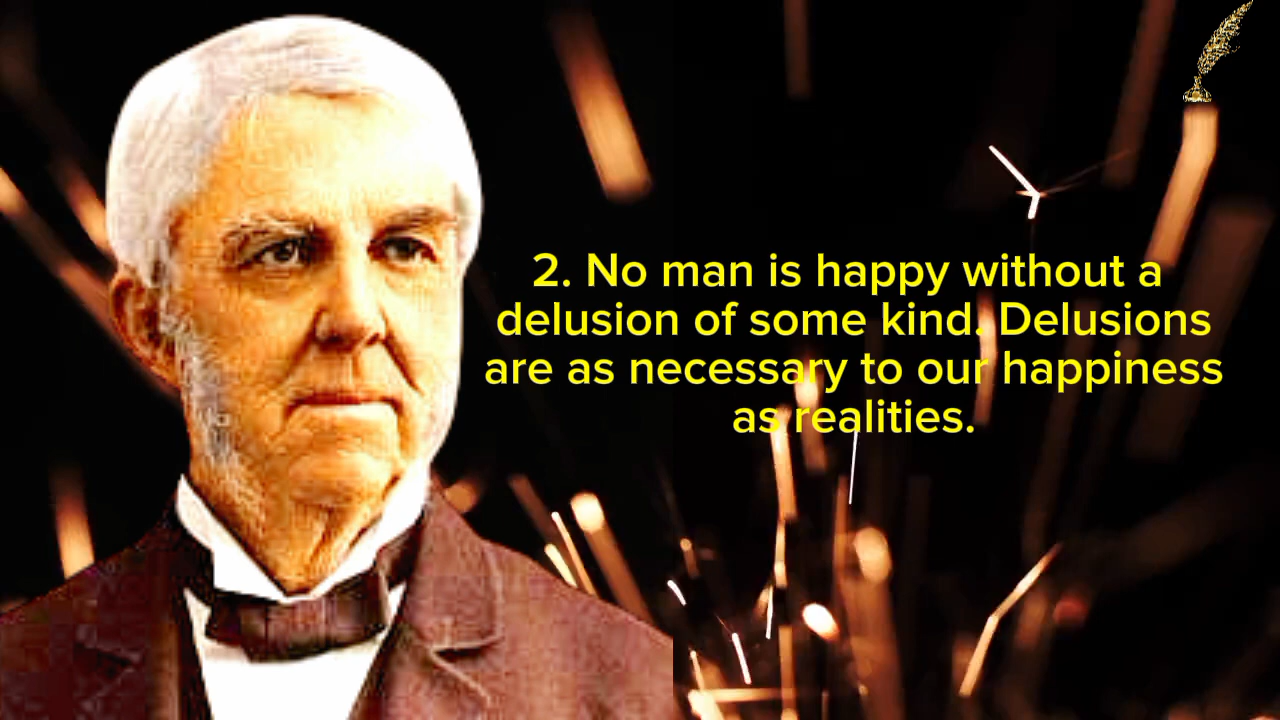 2. No man is happy without a
delusion of some kind. Delusions
are as necessary to our happiness
as realities.